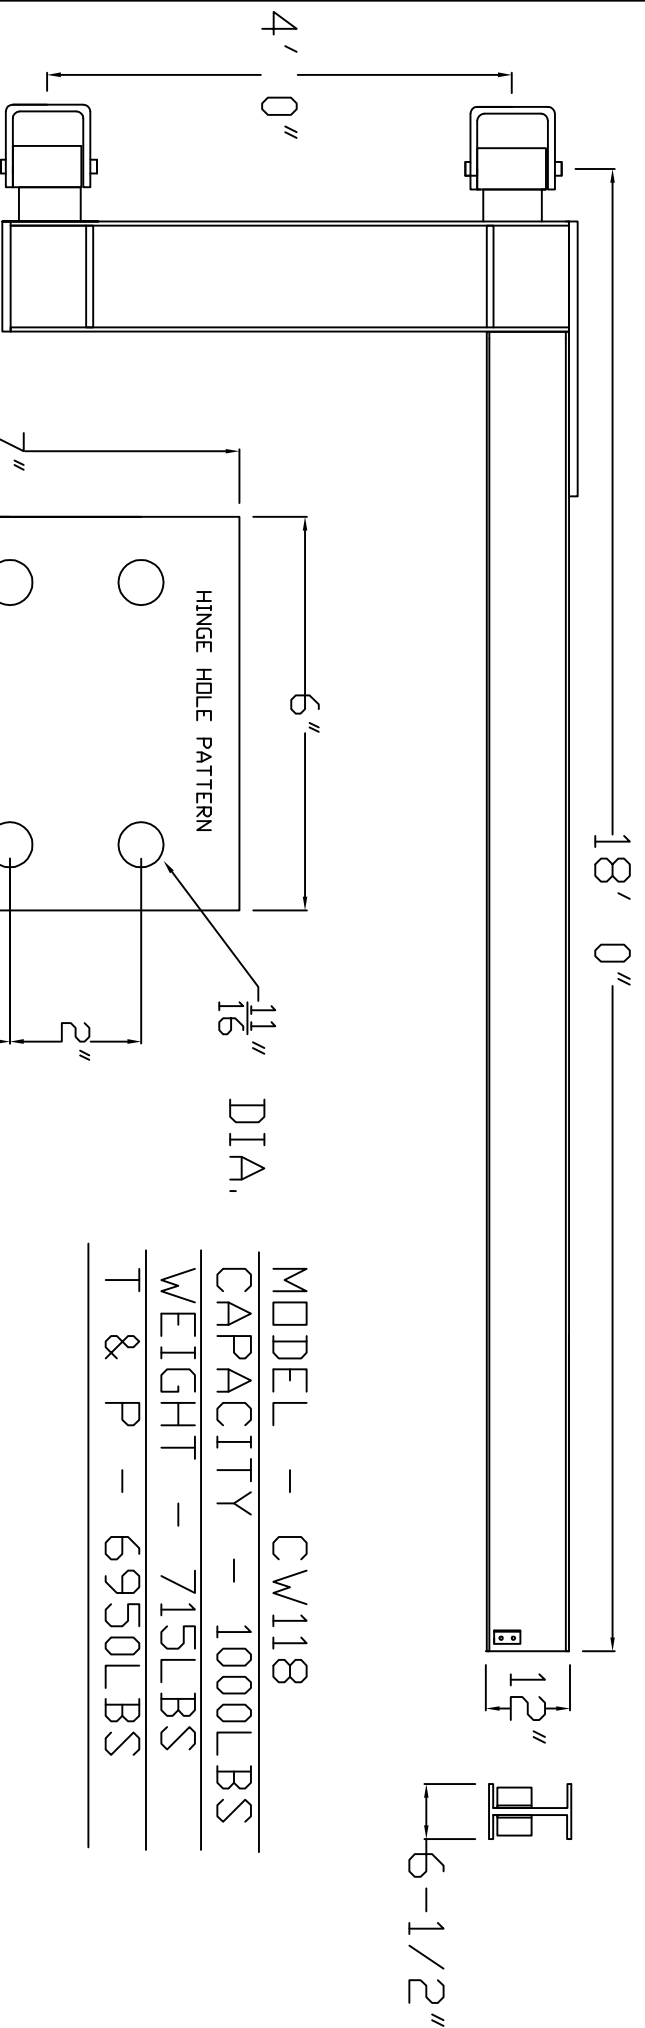 18' 0"
4' 0"
12"
6-1/2"
7"
6"
HINGE HOLE PATTERN
11/16" DIA.
2"
MODEL - CW118
CAPACITY - 1000LBS
WEIGHT - 715LBS
T & P - 6950LBS